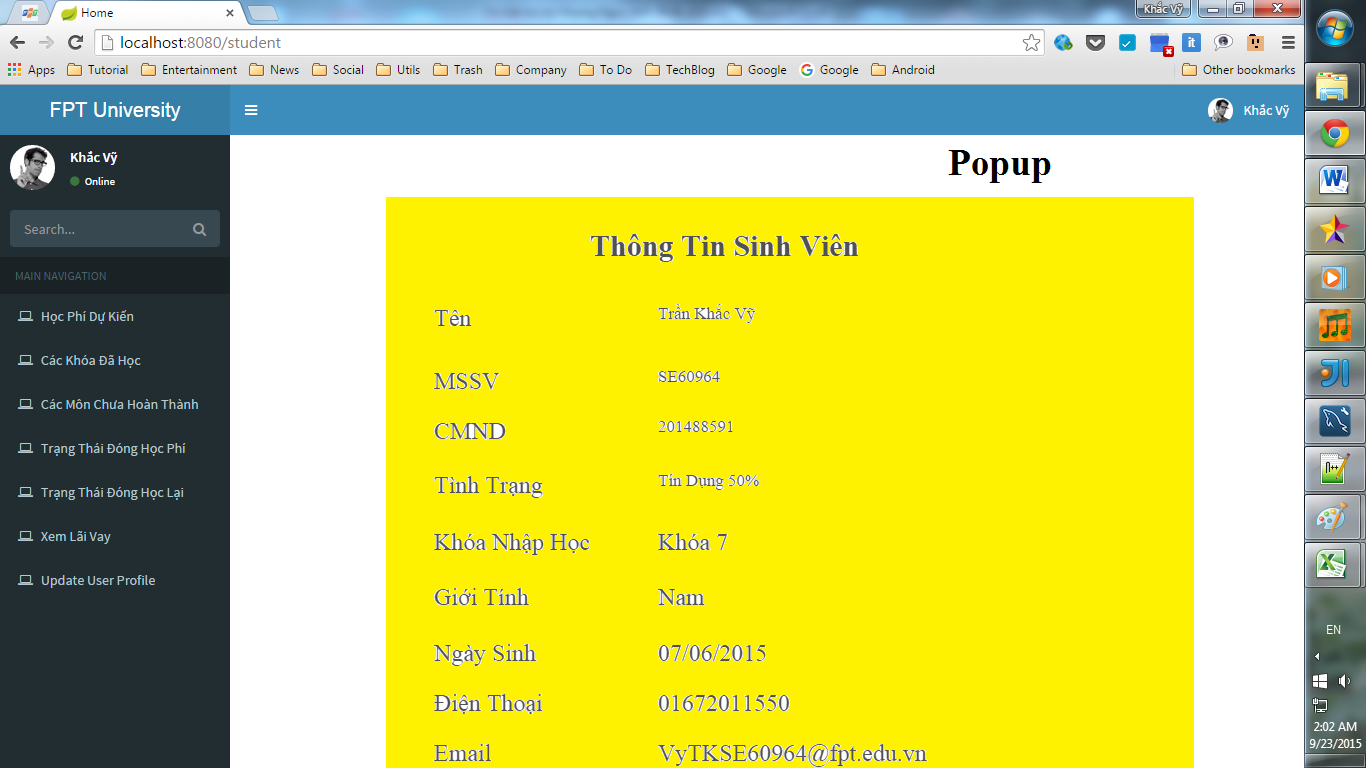 Home
Khắc Vỹ
localhost:8080/student
Apps Tutorial Entertainment News Social Utils Trash Company To Do TechBlog Google Google Android Other bookmarks
FPT University
Khắc Vỹ
Khắc Vỹ
Online
Search...
MAIN NAVIGATION
Học Phí Dự Kiến
Các Khóa Đã Học
Các Môn Chưa Hoàn Thành
Trạng Thái Đóng Học Phí
Trạng Thái Đóng Học Lại
Xem Lãi Vay
Update User Profile
Popup
Thông Tin Sinh Viên
Tên Trần Khắc Vỹ
MSSV SE60964
CMND 201488591
Tình Trạng Tín Dụng 50%
Khóa Nhập Học Khóa 7
Giới Tính Nam
Ngày Sinh 07/06/2015
Điện Thoại 01672011550
Email VyTKSE60964@fpt.edu.vn
EN
2:02 AM
9/23/2015